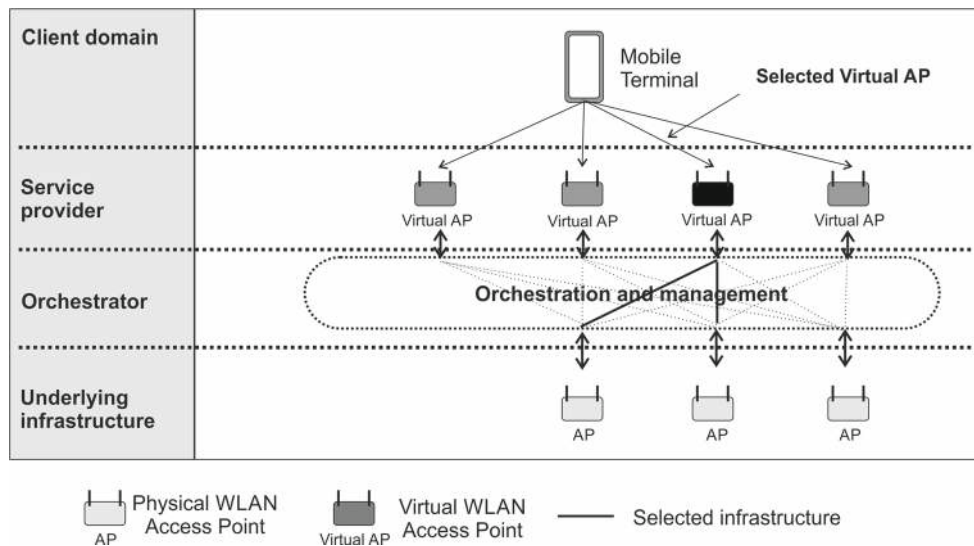 Client domain
Mobile
Terminal
Selected Virtual AP
Service
provider
Virtual AP
Virtual AP
Virtual AP
Virtual AP
Orchestrator
Orchestration and management
Underlying
infrastructure
AP
AP
AP
Physical WLAN
Access Point
AP
Virtual WLAN
Access Point
Virtual AP
Selected infrastructure